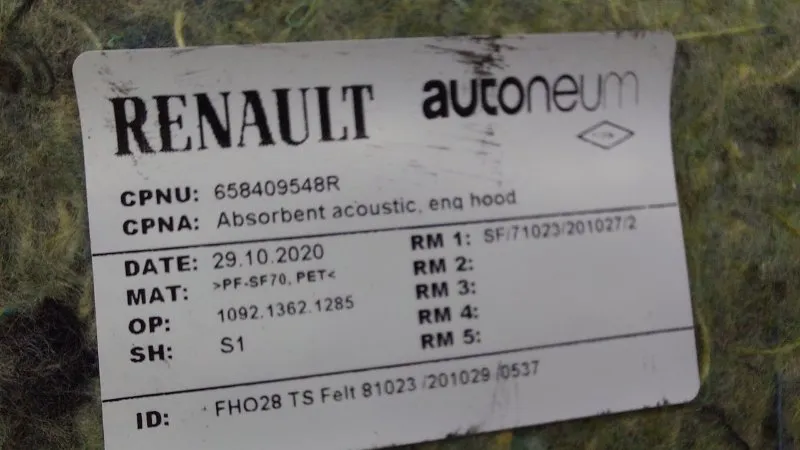 RENAULT autoneum
CPNU: 658409548R
CPNA: Absorbent acoustic, eng hood
DATE: 29.10.2020
MAT: >PF-SF70, PET<
OP: 1092.1362.1285
SH: S1
RM 1: SF/71023/201027/2
RM 2:
RM 3:
RM 4:
RM 5:
ID: FHO28 TS Felt 81023 /201029 /0537